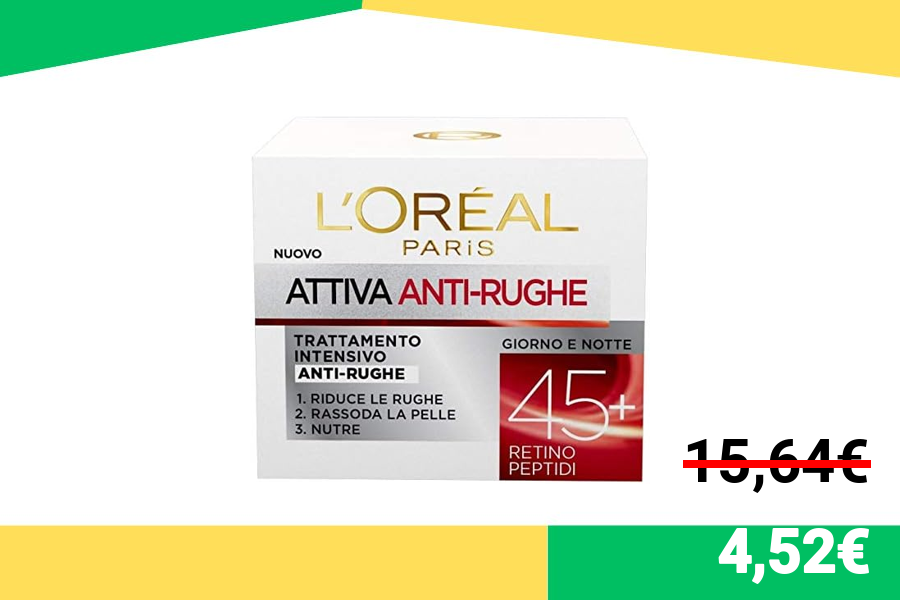 L'ORÉAL
PARiS
NUOVO
ATTIVA ANTI-RUGHE
TRATTAMENTO
INTENSIVO
ANTI-RUGHE
1. RIDUCE LE RUGHE
2. RASSODA LA PELLE
3. NUTRE
GIORNO E NOTTE
45+
RETINO
PEPTIDI
15,64€
4,52€